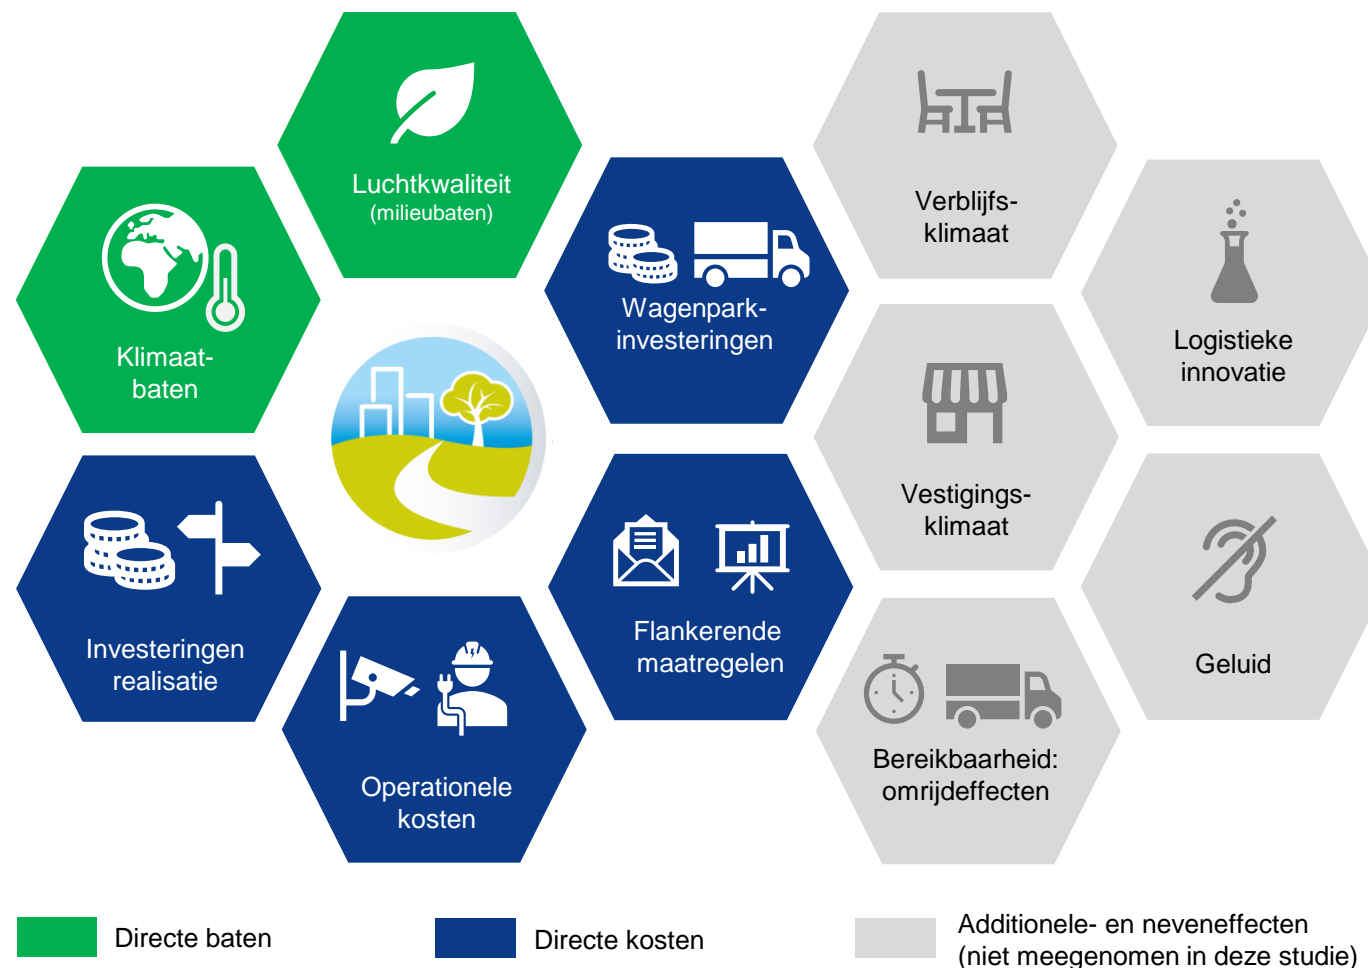 Luchtkwaliteit
(milieubaten)
Klimaat-
baten
Wagenpark-
investeringen
Verblijfs-
klimaat
Logistieke
innovatie
Vestigings-
klimaat
Investeringen
realisatie
Operationele
kosten
Flankerende
maatregelen
Geluid
Bereikbaarheid:
omrijdeffecten
Directe baten
Directe kosten
Additionele- en neveneffecten
(niet meegenomen in deze studie)